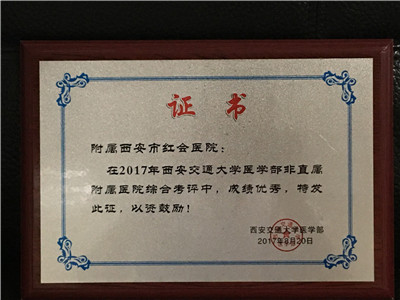 证书
附属西安市红会医院：
在2017年西安交通大学医学部非直属
附属医院综合考评中，成绩优秀，特发
此证，以资鼓励！
西安交通大学医学部
2017年4月20日